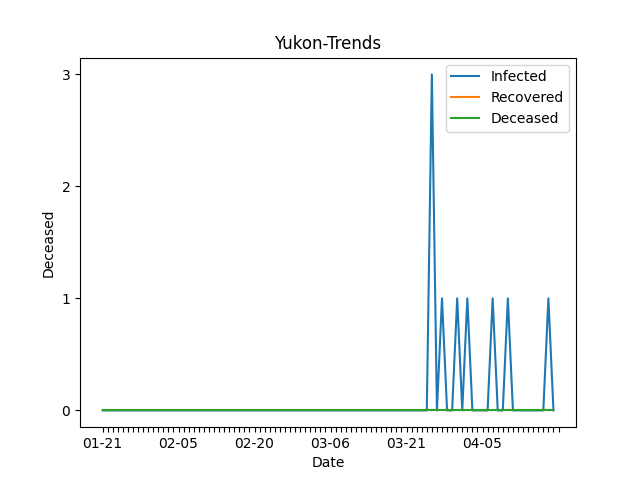 Yukon-Trends
Infected
Recovered
Deceased
3
2
1
0
Deceased
01-21 02-05 02-20 03-06 03-21 04-05
Date